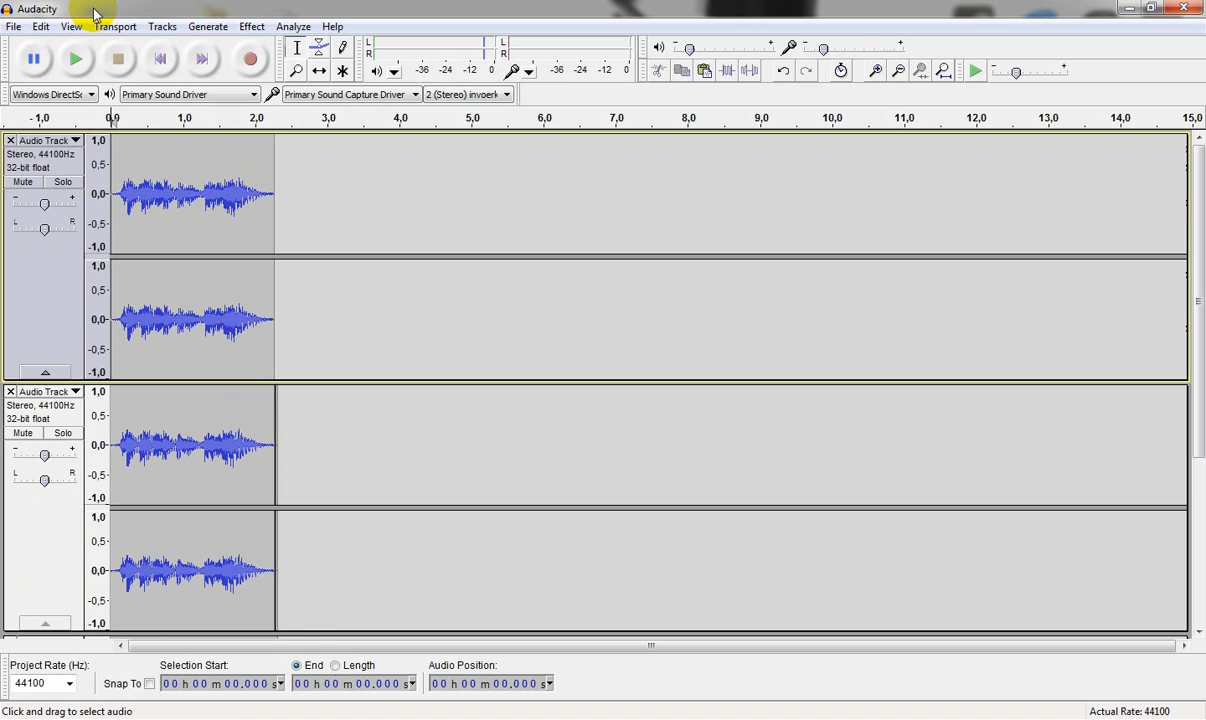 Audacity
File Edit View Transport Tracks Generate Effect Analyze Help
L
R
-36 -24 -12 0
L
R
-36 -24 -12 0
- + - +
- +
Windows DirectSo Primary Sound Driver Primary Sound Capture Driver 2 (Stereo) invoerk
- 1,0 0,0 1,0 2,0 3,0 4,0 5,0 6,0 7,0 8,0 9,0 10,0 11,0 12,0 13,0 14,0 15,0
Audio Track
Stereo, 44100Hz
32-bit float
Mute Solo
- +
L R
1,0
0,5
0,0
-0,5
-1,0
1,0
0,5
0,0
-0,5
-1,0
Audio Track
Stereo, 44100Hz
32-bit float
Mute Solo
- +
L R
1,0
0,5
0,0
-0,5
-1,0
1,0
0,5
0,0
-0,5
-1,0
Project Rate (Hz): Selection Start: End Length Audio Position:
44100 Snap To 00 h 00 m 00.000 s 00 h 00 m 00.000 s 00 h 00 m 00.000 s
Click and drag to select audio Actual Rate: 44100